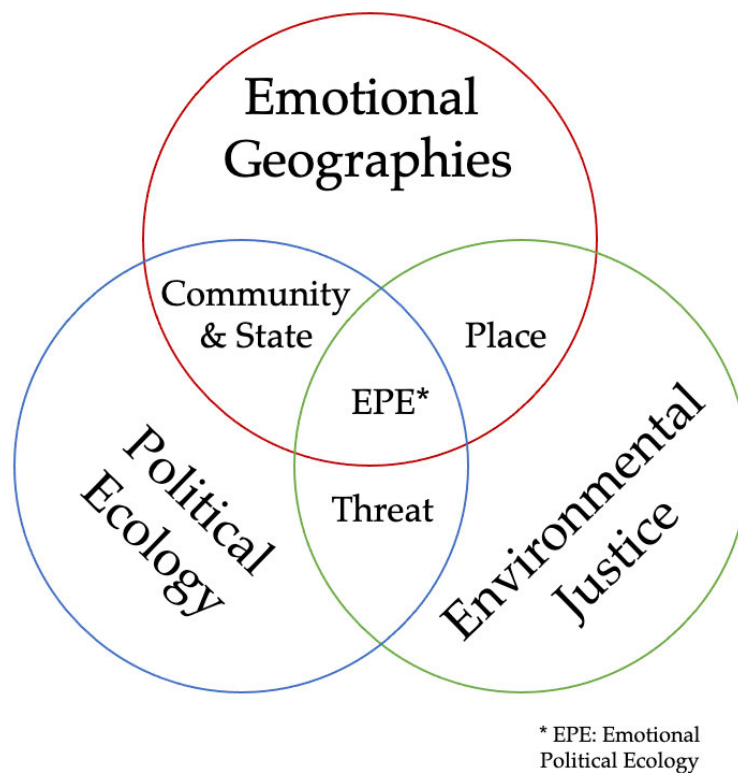 Emotional
Geographies
Community
& State
Place
EPE*
Political
Ecology
Threat
Environmental
Justice
* EPE: Emotional
Political Ecology